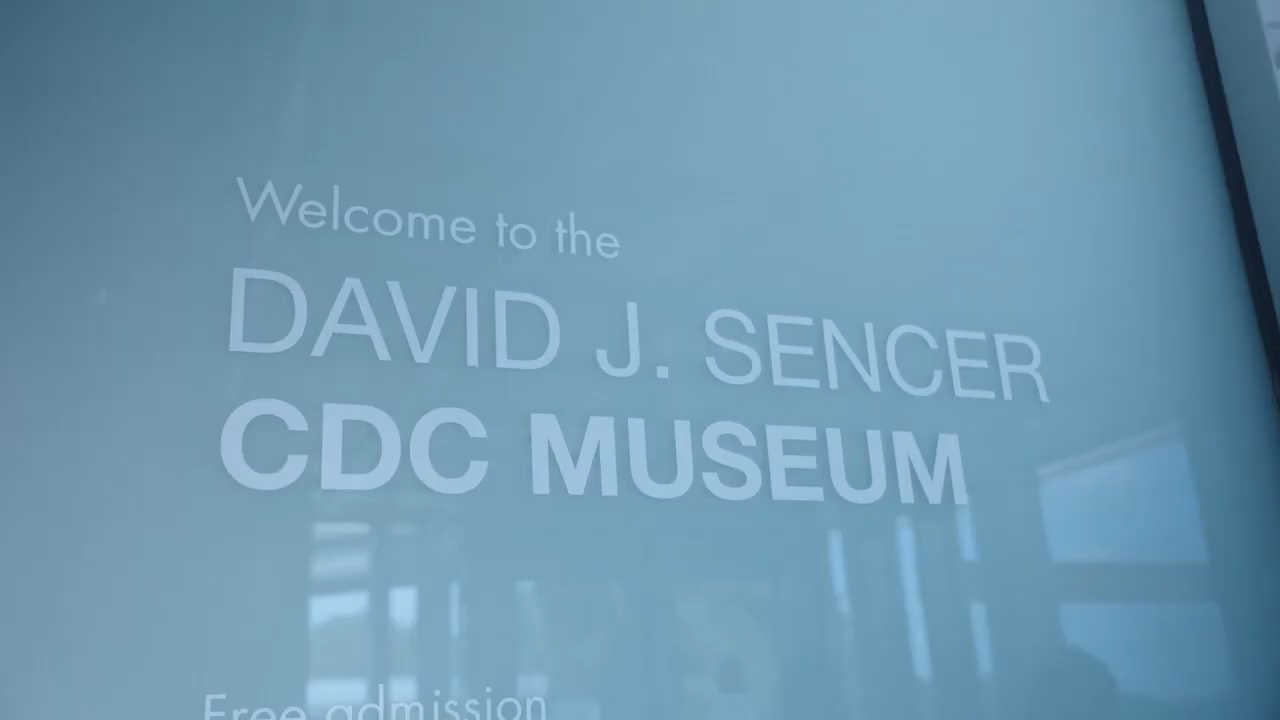 Welcome to the
DAVID J. SENCER
CDC MUSEUM
Free admission